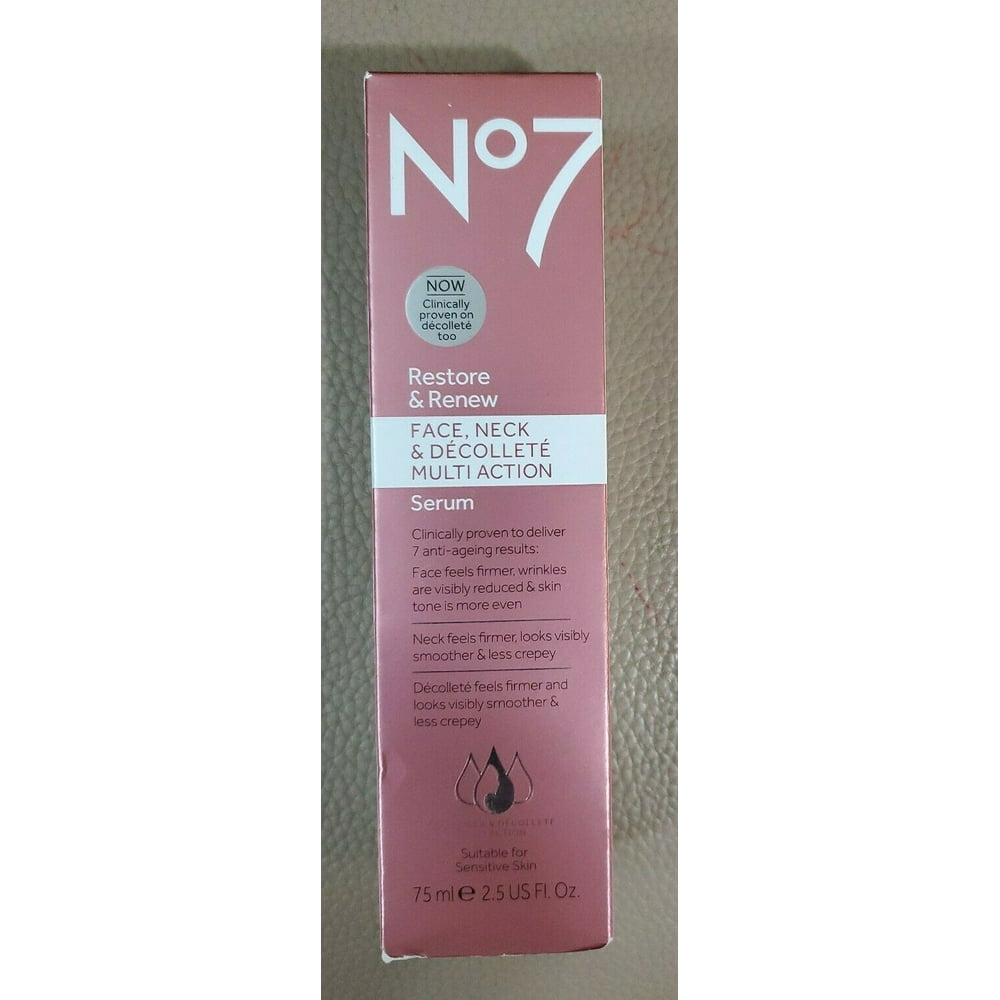 No7
NOW
Clinically
proven on
décolleté
too
Restore
& Renew
FACE, NECK
& DÉCOLLETÉ
MULTI ACTION
Serum
Clinically proven to deliver
7 anti-ageing results:
Face feels firmer, wrinkles
are visibly reduced & skin
tone is more even
Neck feels firmer, looks visibly
smoother & less crepey
Décolleté feels firmer and
looks visibly smoother &
less crepey
& DÉCOLLETÉ
ACTION
Suitable for
Sensitive Skin
75 ml e 2.5 US Fl. Oz.